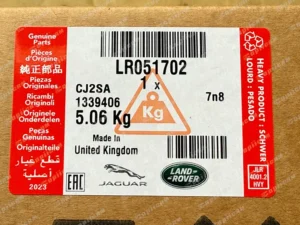 Genuine Parts
Pièces d'Origine
純正部品
Piezas Originales
Ricambi Originali
Originele Onderdelen
Peças Genuínas
Originalteile
قطع غيار أصلية
2023
LR051702
1 x
CJ2SA
1339406
5.06 Kg
7n8
Kg
Made In
United Kingdom
EAC
JAGUAR
LAND-
ROVER
HEAVY PRODUCT : SCHWER
LOURD : PESADO
JLR
4001.2
HVY